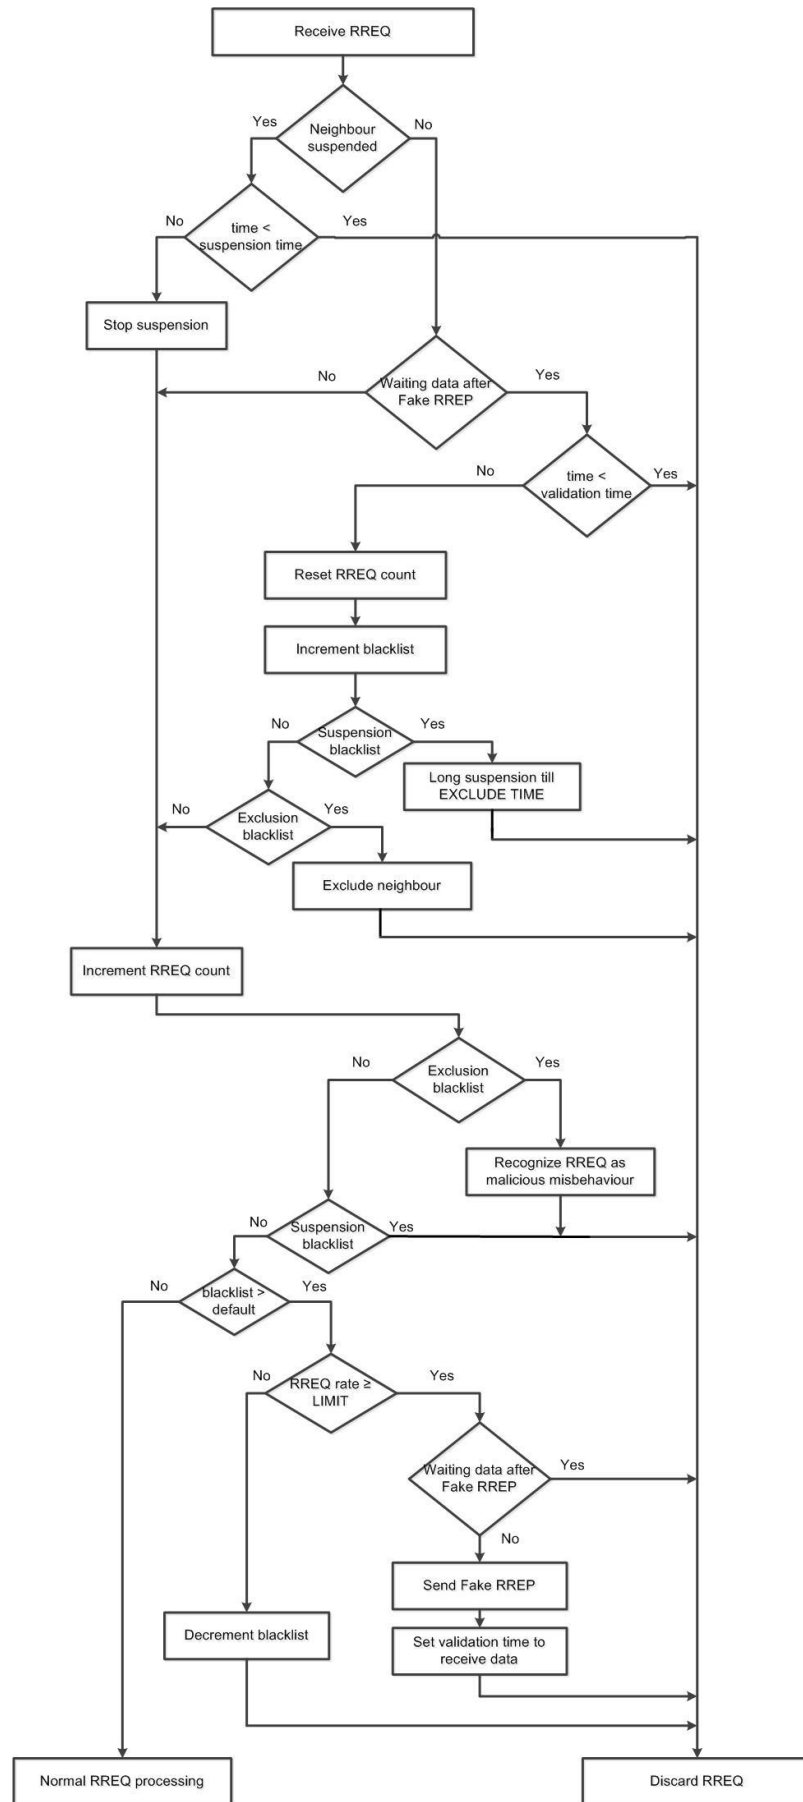 Receive RREQ
Yes
No
Neighbour
suspended
No
Yes
time <
suspension time
Stop suspension
No
Yes
Waiting data after
Fake RREP
No
Yes
time <
validation time
Reset RREQ count
Increment blacklist
No
Yes
Suspension
blacklist
Long suspension till
EXCLUDE TIME
No
Yes
Exclusion
blacklist
Exclude neighbour
Increment RREQ count
No
Yes
Exclusion
blacklist
Recognize RREQ as
malicious misbehaviour
No
Yes
Suspension
blacklist
No
Yes
blacklist >
default
No
Yes
RREQ rate ≥
LIMIT
Waiting data after
Fake RREP
Yes
No
Send Fake RREP
Decrement blacklist
Set validation time to
receive data
Normal RREQ processing
Discard RREQ